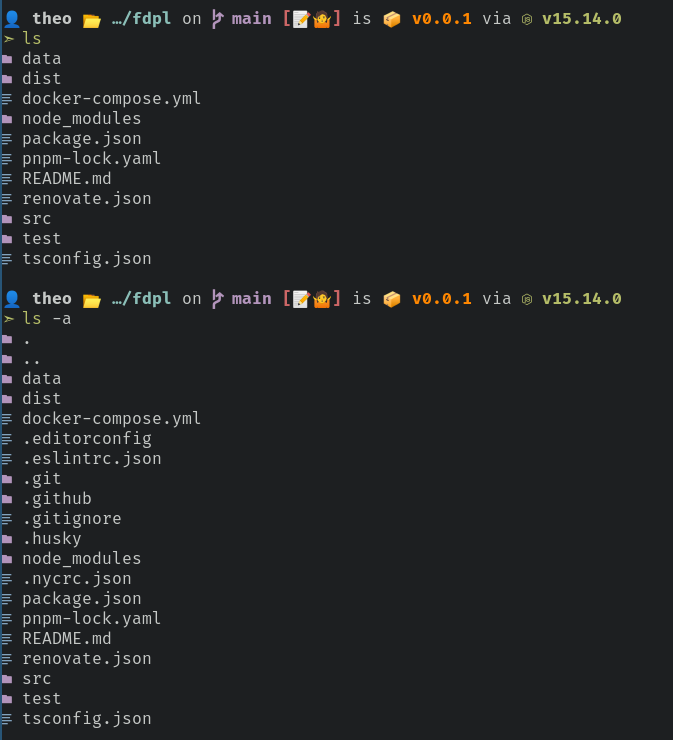 theo …/fdpl on main [📝🤷] is 📦 v0.0.1 via v15.14.0
➣ ls
data
dist
docker-compose.yml
node_modules
package.json
pnpm-lock.yaml
README.md
renovate.json
src
test
tsconfig.json
theo …/fdpl on main [📝🤷] is 📦 v0.0.1 via v15.14.0
➣ ls -a
.
..
data
dist
docker-compose.yml
.editorconfig
.eslintrc.json
.git
.github
.gitignore
.husky
node_modules
.nycrc.json
package.json
pnpm-lock.yaml
README.md
renovate.json
src
test
tsconfig.json